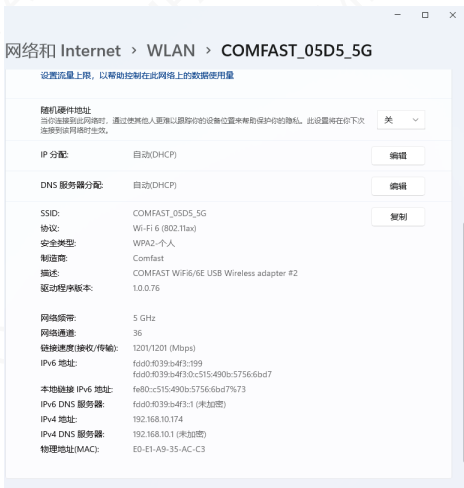 网络和 Internet > WLAN > COMFAST_05D5_5G
设置流量上限，以帮助控制在此网络上的数据使用量
随机硬件地址
当你连接到此网络时，通过使其他人更难以跟踪你的设备位置来帮助保护你的隐私。此设置将在你下次
连接到该网络时生效。
关
IP 分配: 自动(DHCP) 编辑
DNS 服务器分配: 自动(DHCP) 编辑
SSID: COMFAST_05D5_5G 复制
协议: Wi-Fi 6 (802.11ax)
安全类型: WPA2-个人
制造商: Comfast
描述: COMFAST WiFi6/6E USB Wireless adapter #2
驱动程序版本: 1.0.0.76
网络频带: 5 GHz
网络通道: 36
链接速度(接收/传输): 1201/1201 (Mbps)
IPv6 地址: fdd0:f039:b4f3::199
fdd0:f039:b4f3:0:c515:490b:5756:6bd7
本地链接 IPv6 地址: fe80::c515:490b:5756:6bd7%73
IPv6 DNS 服务器: fdd0:f039:b4f3::1 (未加密)
IPv4 地址: 192.168.10.174
IPv4 DNS 服务器: 192.168.10.1 (未加密)
物理地址(MAC): E0-E1-A9-35-AC-C3